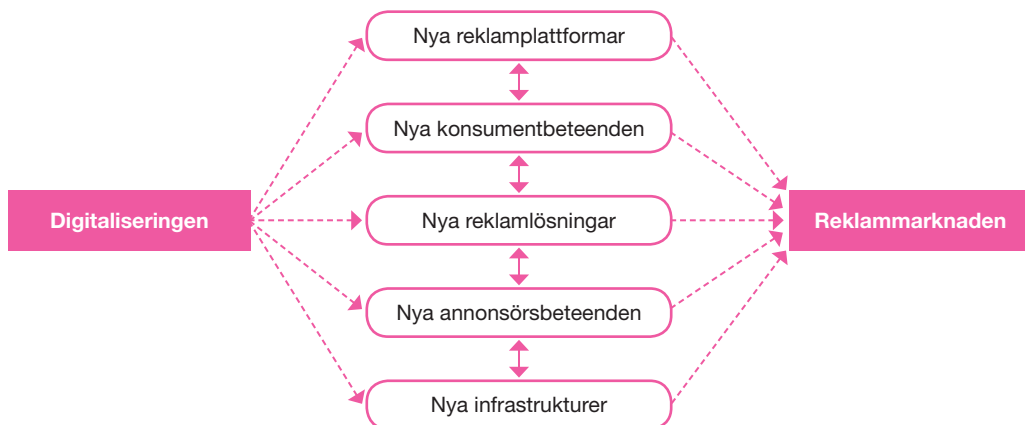 Nya reklamplattformar
Nya konsumentbeteenden
Digitaliseringen
Nya reklamlösningar
Reklammarknaden
Nya annonsörsbeteenden
Nya infrastrukturer